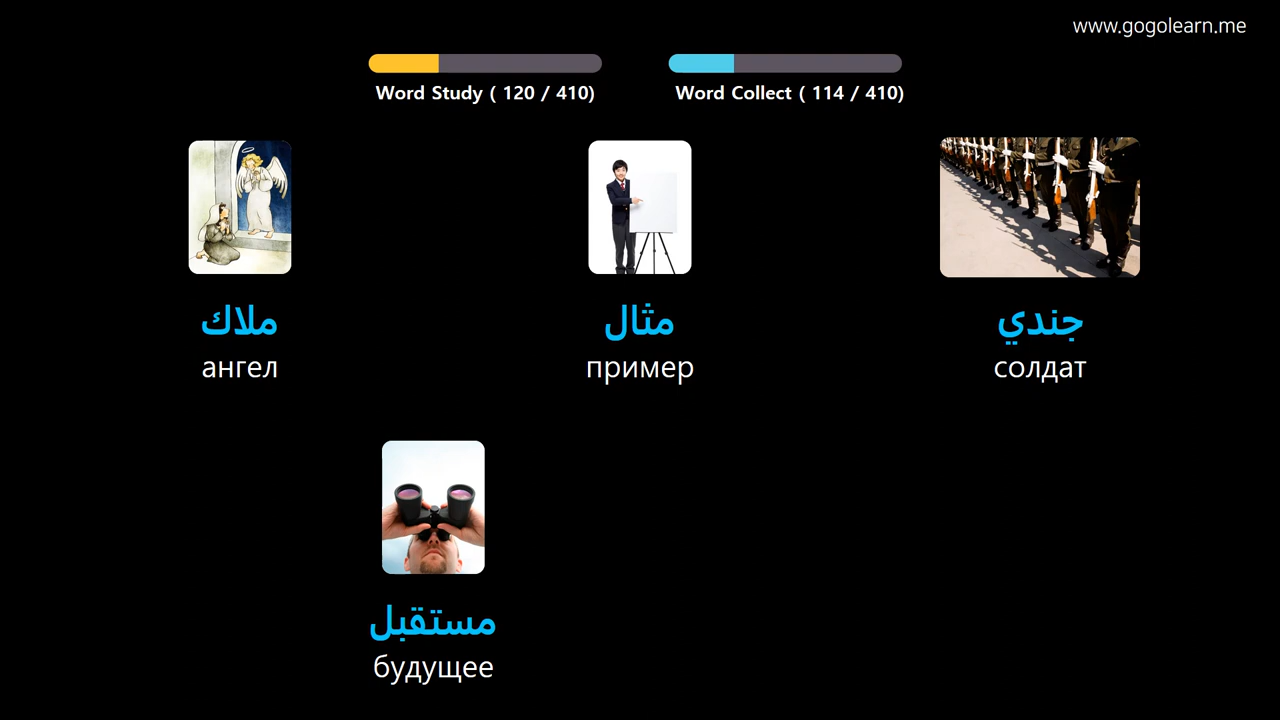 www.gogolearn.me
Word Study ( 120 / 410)
Word Collect ( 114 / 410)
ملاك
ангел
مثال
пример
جندي
солдат
مستقبل
будущее